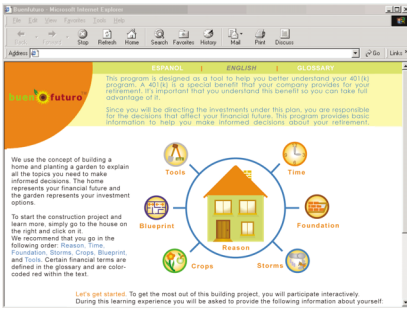 Buenofuturo - Microsoft Internet Explorer
File Edit View Favorites Tools Help
Back Forward Stop Refresh Home Search Favorites History Mail Print Discuss
Address Go Links
ESPANOL | ENGLISH | GLOSSARY
This program is designed as a tool to help you better understand your 401(k)
program. A 401(k) is a special benefit that your company provides for your
retirement. It's important that you understand this benefit so you can take full
advantage of it.
Since you will be directing the investments under this plan, you are responsible
for the decisions that affect your financial future. This program provides basic
information to help you make informed decisions about your retirement.
buen futuro
We use the concept of building a
home and planting a garden to explain
all the topics you need to make
informed decisions. The home
represents your financial future and
the garden represents your investment
options.
To start the construction project and
learn more, simply go to the house on
the right and click on it.
We recommend that you go in the
following order: Reason, Time,
Foundation, Storms, Crops, Blueprint,
and Tools. Certain financial terms are
defined in the glossary and are color-
coded red within the text.
Tools
Time
Blueprint
Foundation
Reason
Crops
Storms
Let's get started. To get the most out of this building project, you will participate interactively.
During this learning experience you will be asked to provide the following information about yourself: